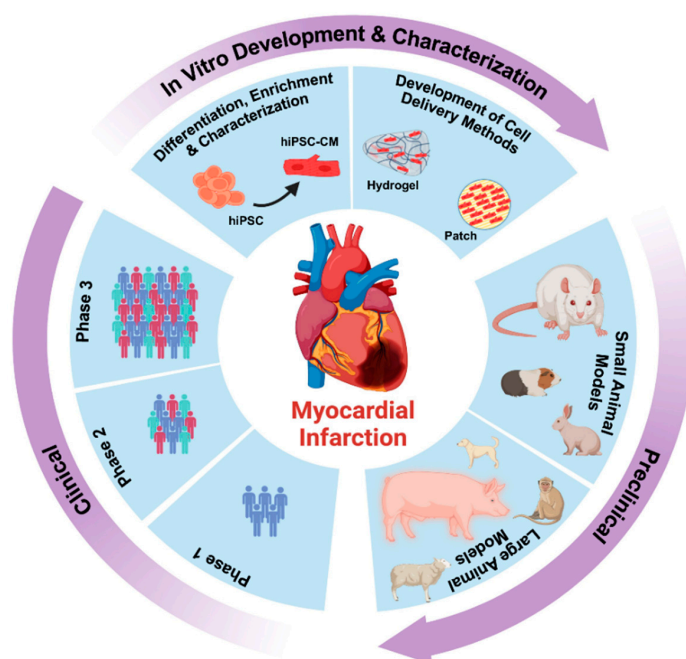 In Vitro Development & Characterization
Differentiation, Enrichment
& Characterization
hiPSC-CM
hiPSC
Development of Cell
Delivery Methods
Hydrogel
Patch
Small Animal
Models
Preclinical
Large Animal
Models
Phase 1
Phase 2
Phase 3
Clinical
Myocardial
Infarction